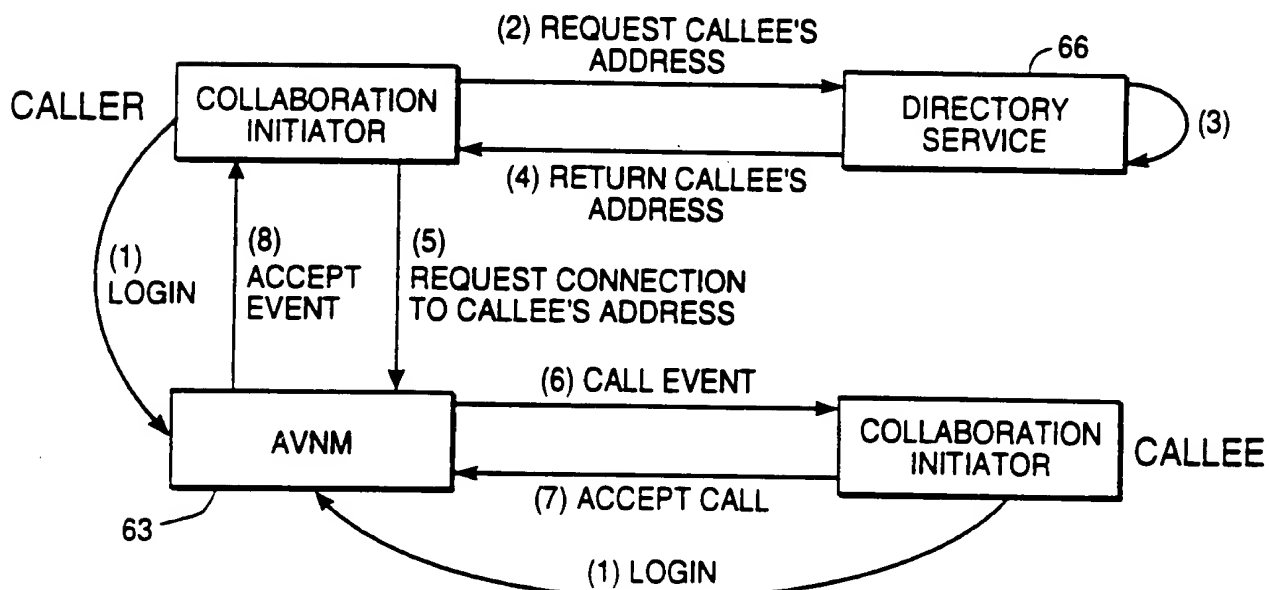 (2) REQUEST CALLEE'S
ADDRESS
66
CALLER
COLLABORATION
INITIATOR
DIRECTORY
SERVICE
(3)
(4) RETURN CALLEE'S
ADDRESS
(1)
LOGIN
(8)
ACCEPT
EVENT
(5)
REQUEST CONNECTION
TO CALLEE'S ADDRESS
(6) CALL EVENT
AVNM
COLLABORATION
INITIATOR
CALLEE
(7) ACCEPT CALL
63
(1) LOGIN